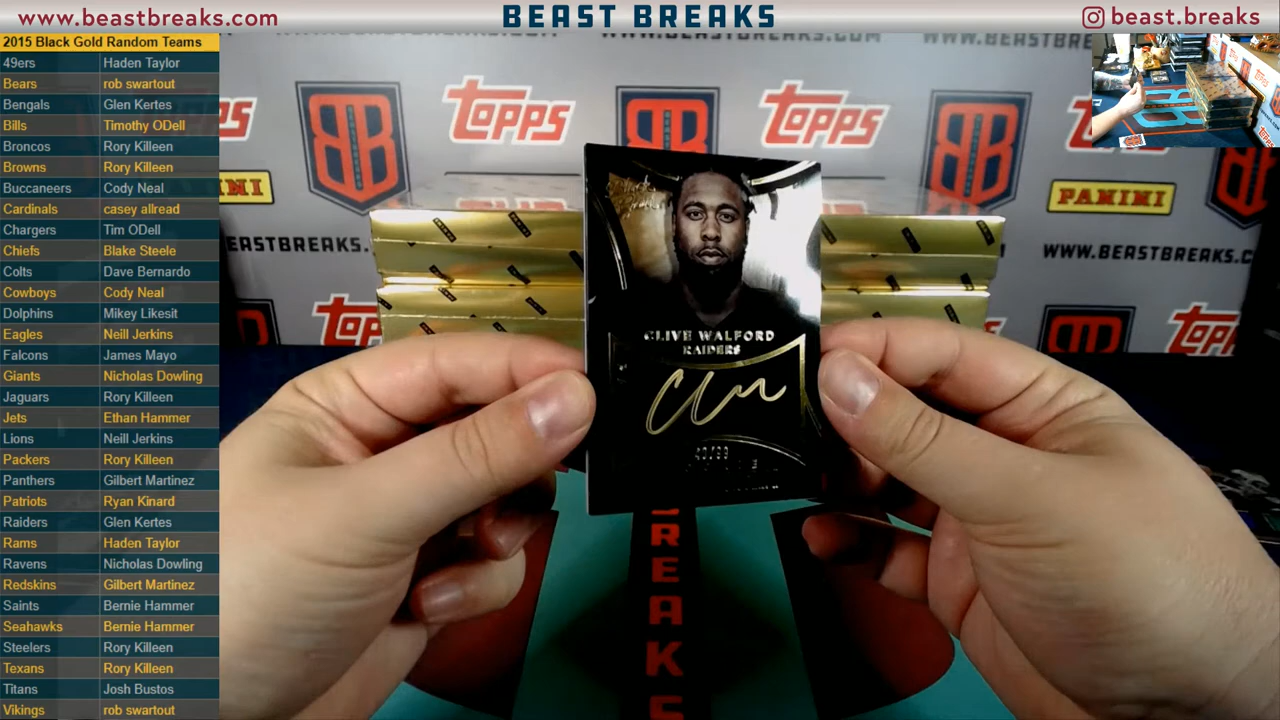 www.beastbreaks.com
BEAST BREAKS
beast.breaks
2015 Black Gold Random Teams
49ers Haden Taylor
Bears rob swartout
Bengals Glen Kertes
Bills Timothy ODell
Broncos Rory Killeen
Browns Rory Killeen
Buccaneers Cody Neal
Cardinals casey allread
Chargers Tim ODell
Chiefs Blake Steele
Colts Dave Bernardo
Cowboys Cody Neal
Dolphins Mikey Likesit
Eagles Neill Jerkins
Falcons James Mayo
Giants Nicholas Dowling
Jaguars Rory Killeen
Jets Ethan Hammer
Lions Neill Jerkins
Packers Rory Killeen
Panthers Gilbert Martinez
Patriots Ryan Kinard
Raiders Glen Kertes
Rams Haden Taylor
Ravens Nicholas Dowling
Redskins Gilbert Martinez
Saints Bernie Hammer
Seahawks Bernie Hammer
Steelers Rory Killeen
Texans Rory Killeen
Titans Josh Bustos
Vikings rob swartout
TOPPS
TOPPS
PANINI
WWW.BEASTBREAKS.C
CLIVE WALFORD
RAIDERS
REAKS